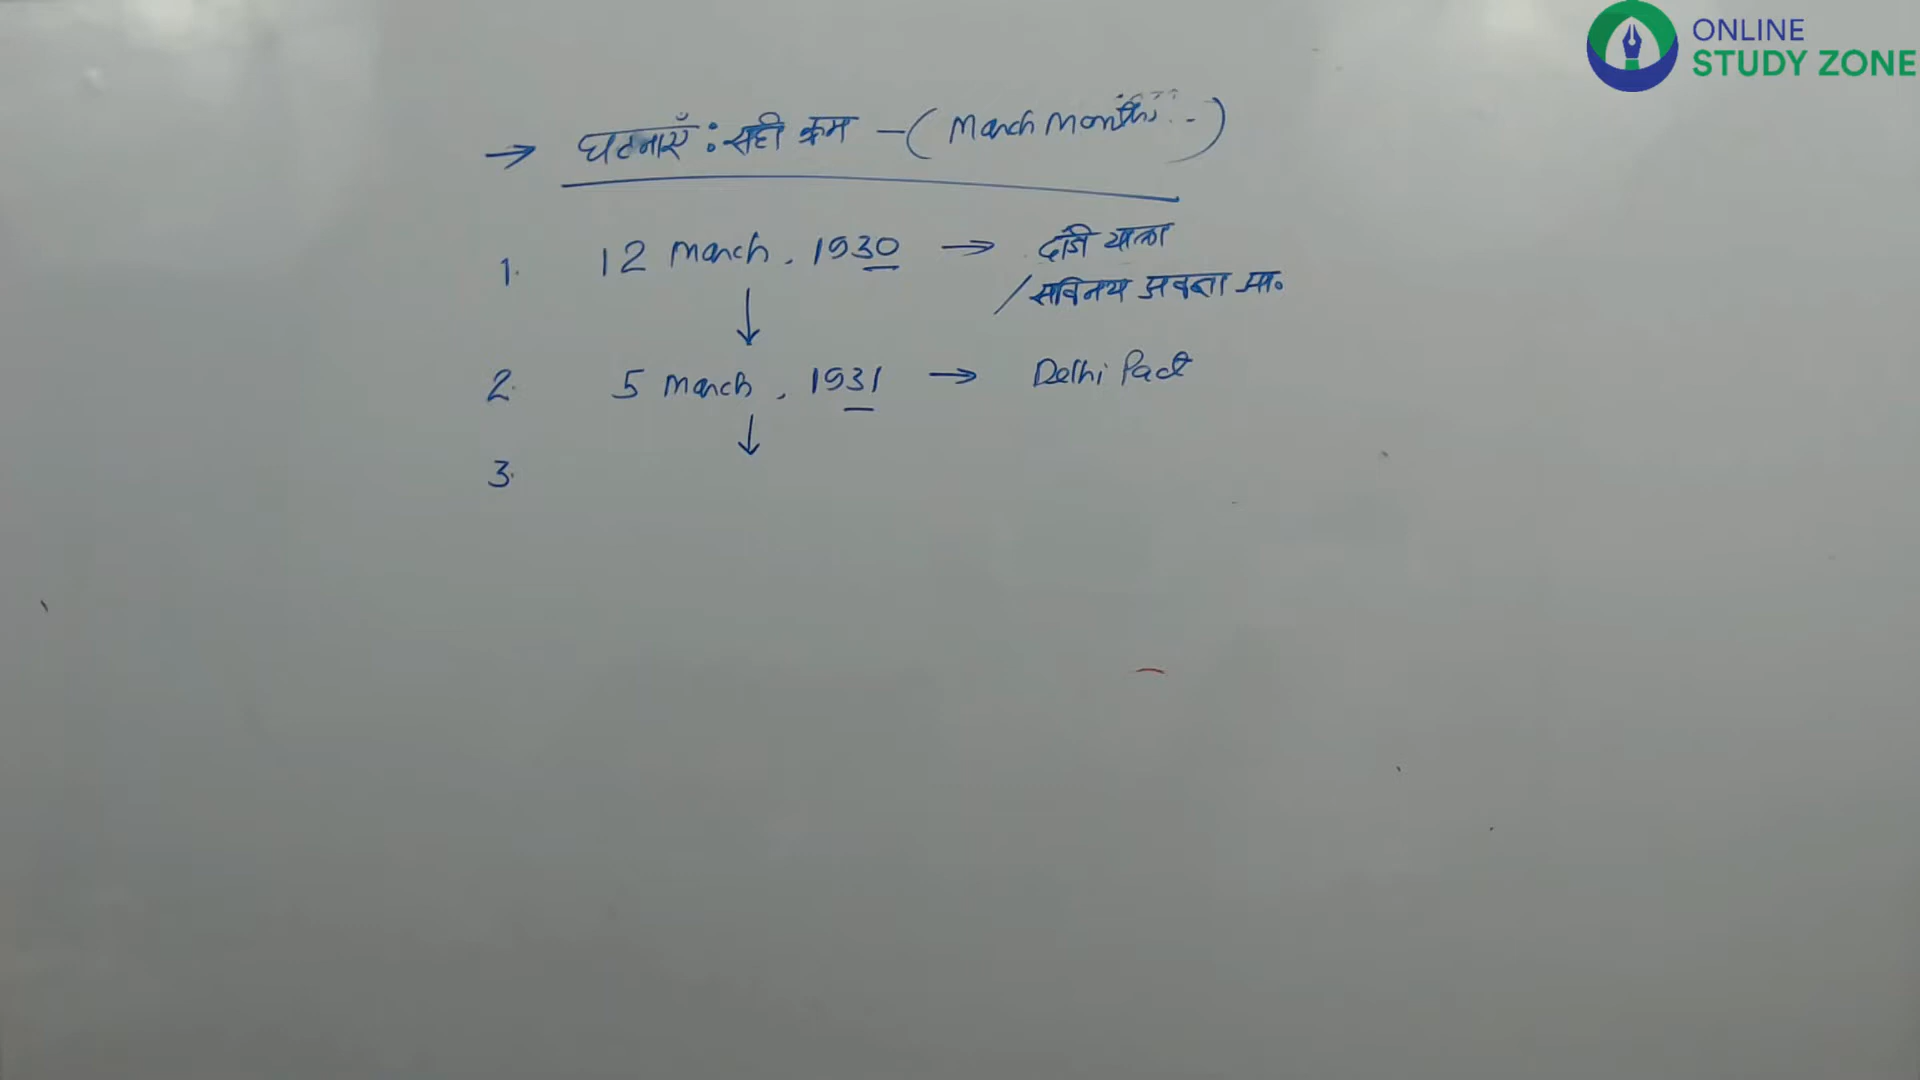 ONLINE
STUDY ZONE
→ घटनाएँ : सही क्रम - ( March Month . . - )
1. 12 March, 1930 → दांडी यात्रा
/ सविनय अवज्ञा आ०
↓
2. 5 March, 1931 → Delhi Pact
↓
3.